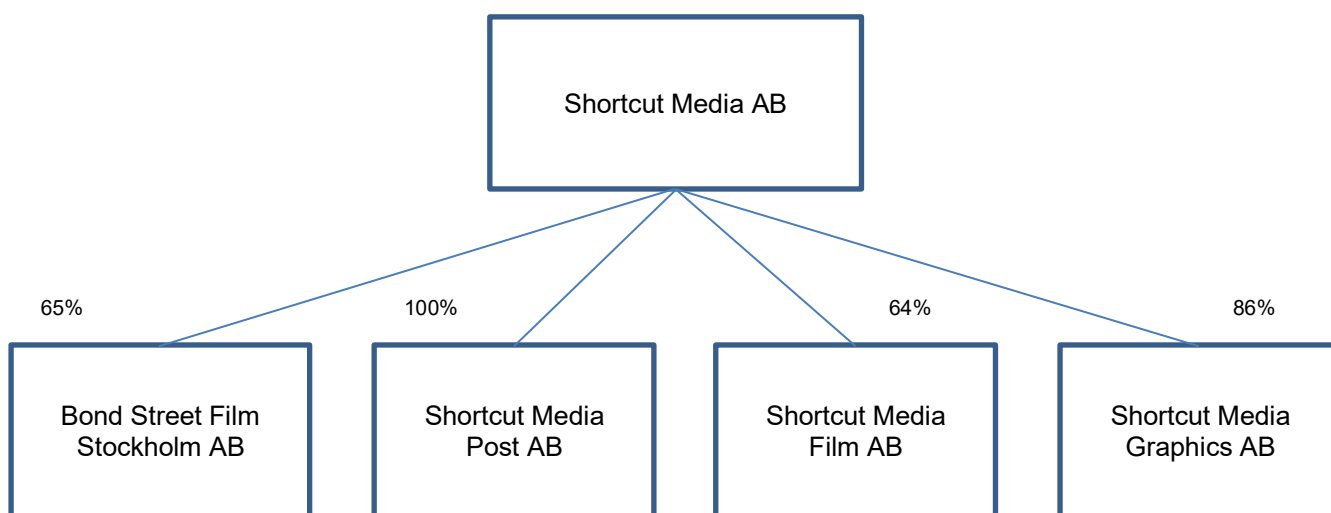 Shortcut Media AB
65%
100%
64%
86%
Bond Street Film
Stockholm AB
Shortcut Media
Post AB
Shortcut Media
Film AB
Shortcut Media
Graphics AB